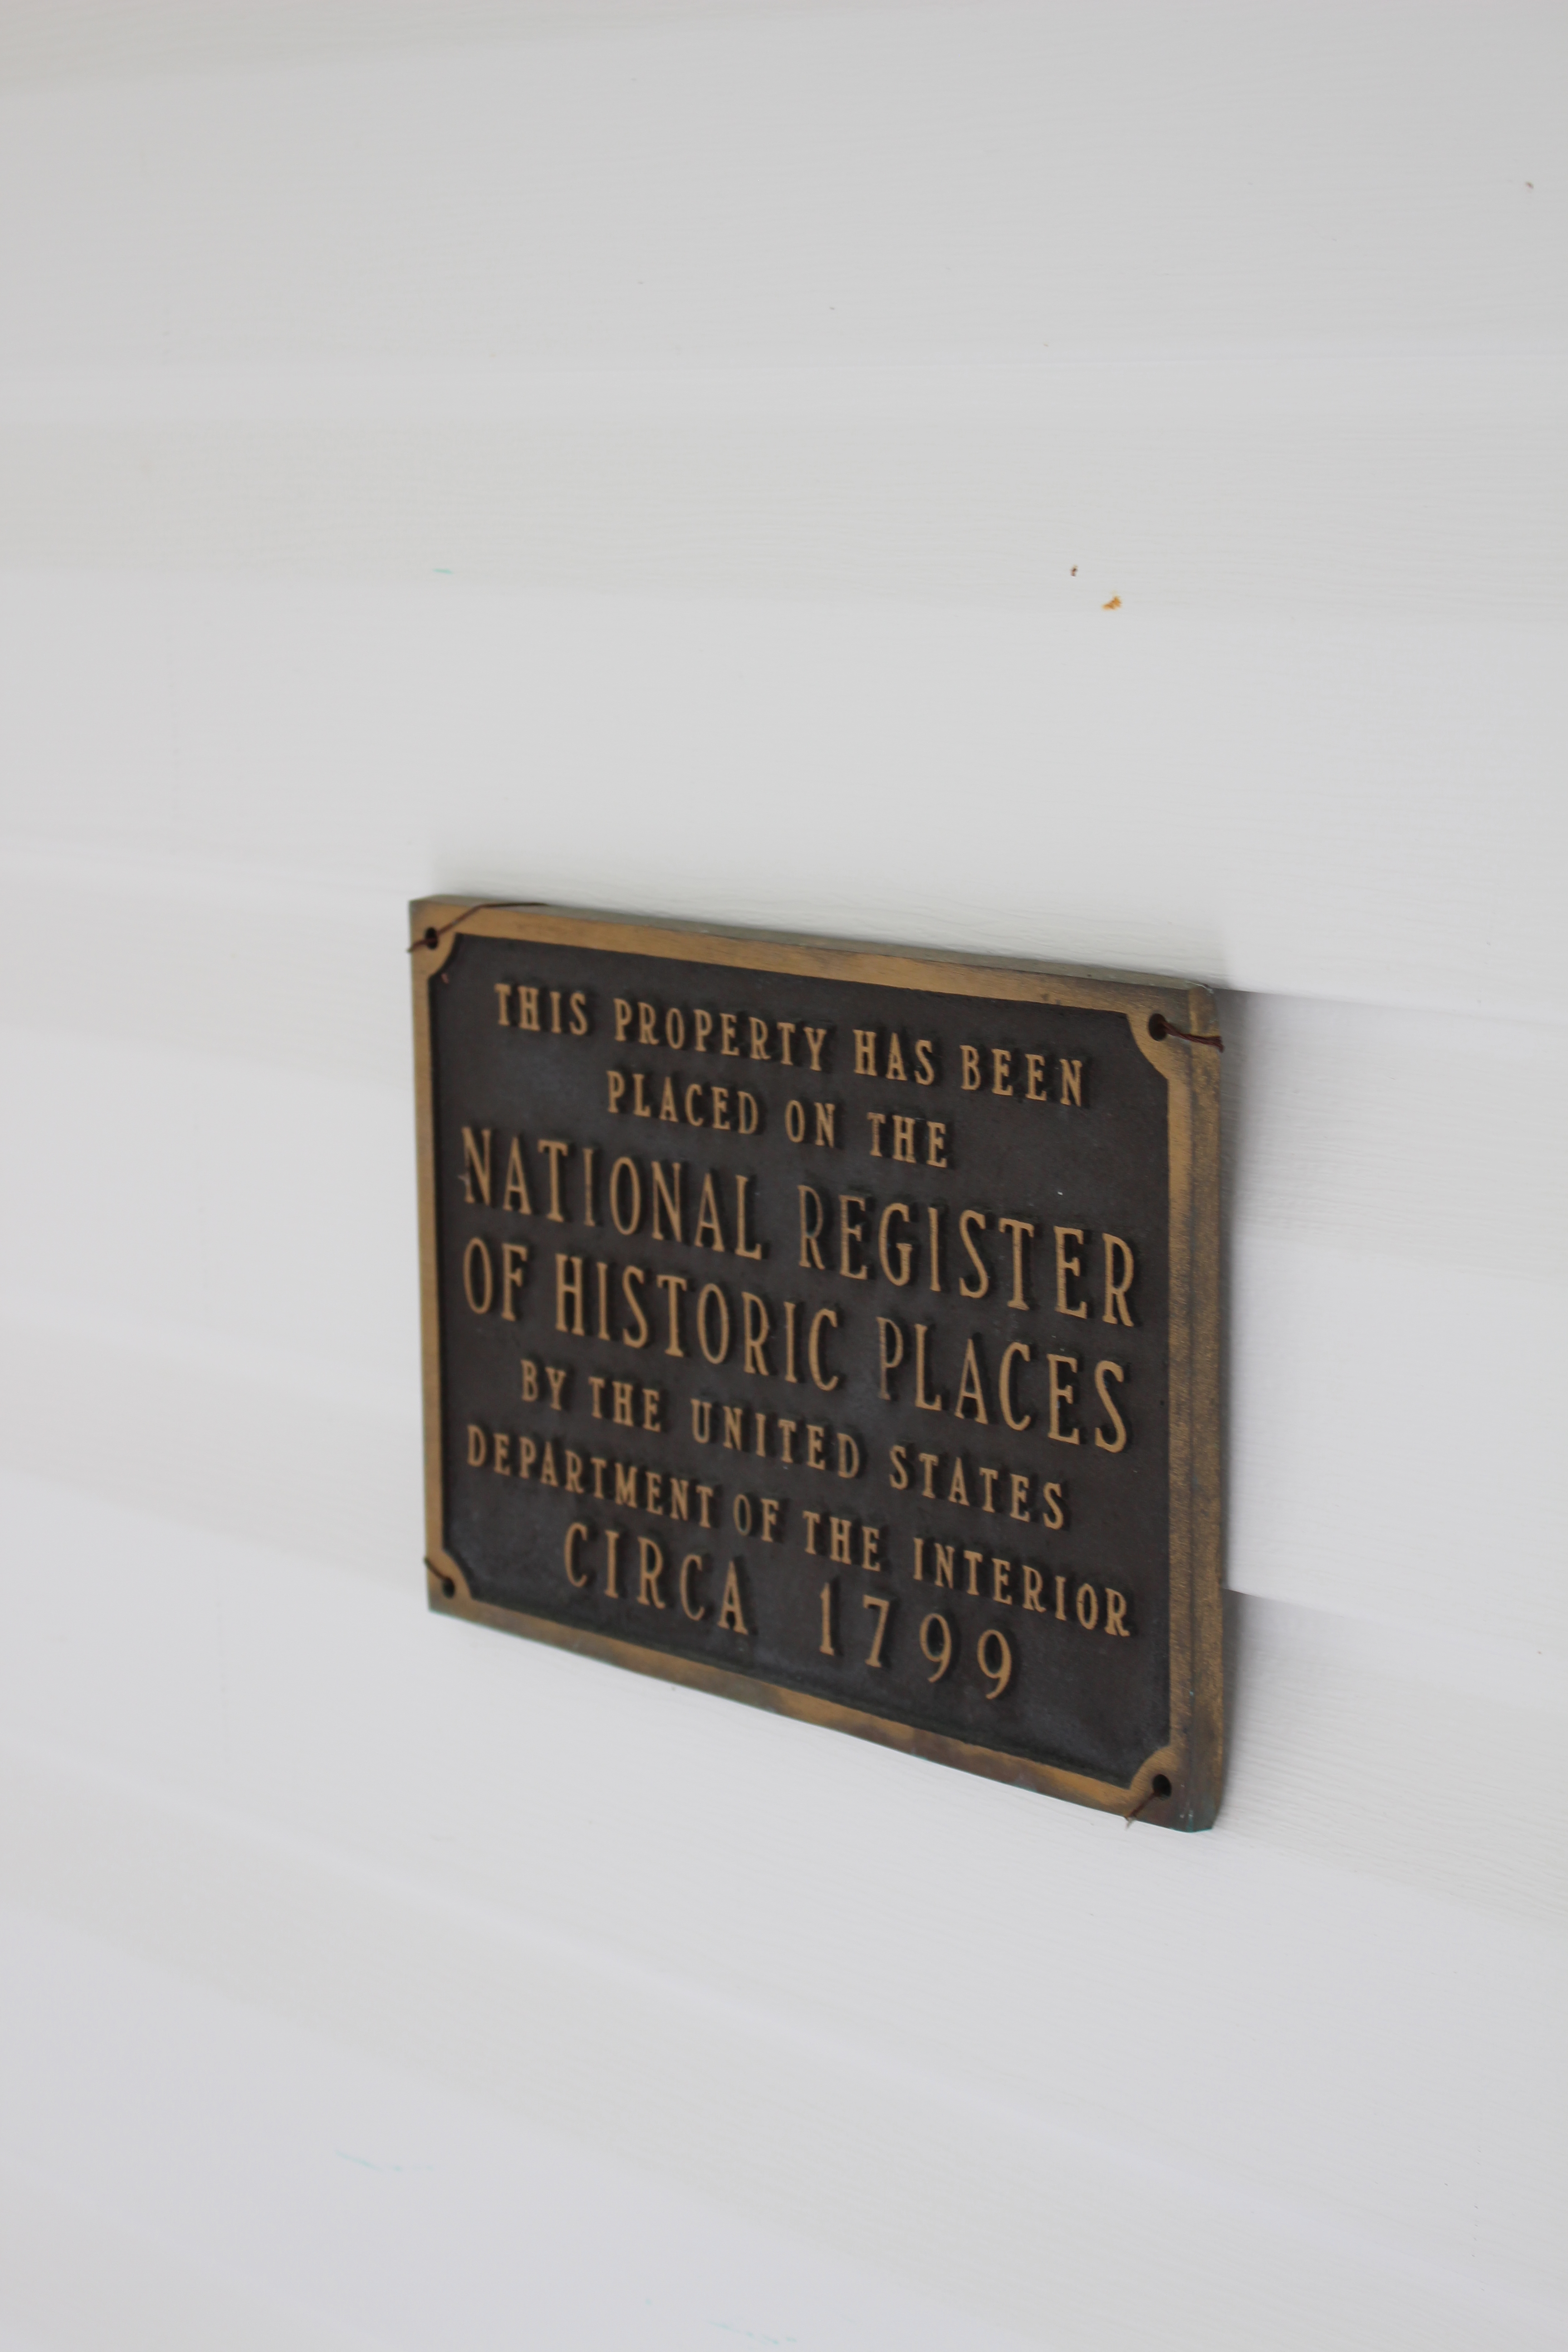 THIS PROPERTY HAS BEEN
PLACED ON THE
NATIONAL REGISTER
OF HISTORIC PLACES
BY THE UNITED STATES
DEPARTMENT OF THE INTERIOR
CIRCA 1799